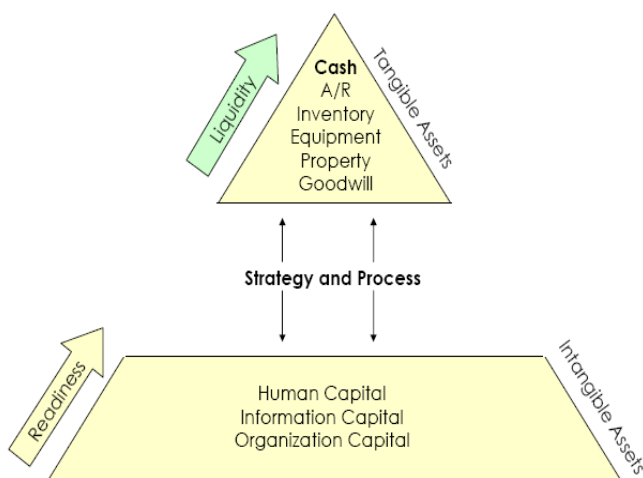 Liquidity
Cash
A/R
Inventory
Equipment
Property
Goodwill
Tangible Assets
Strategy and Process
Readiness
Human Capital
Information Capital
Organization Capital
Intangible Assets